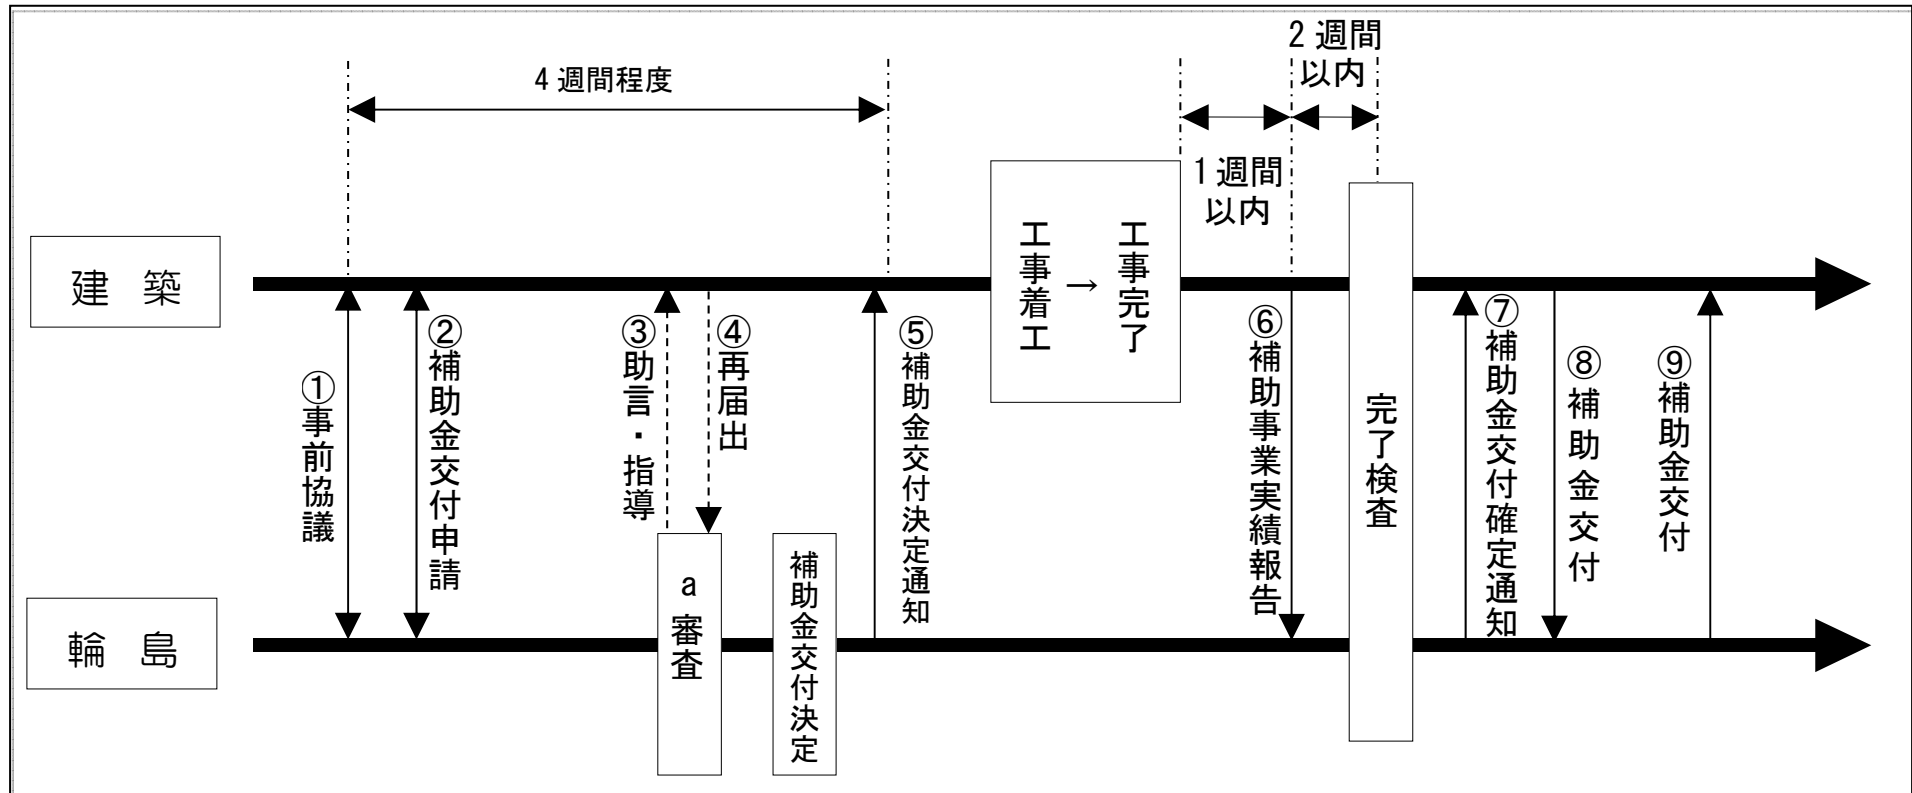 2週間
以内
4週間程度
1週間
以内
建　築
工事着工
→
工事完了
①事前協議
②補助金交付申請
③助言・指導
④再届出
⑤補助金交付決定通知
⑥補助事業実績報告
完了検査
⑦補助金交付確定通知
⑧補助金交付
⑨補助金交付
輪　島
a審査
補助金交付決定